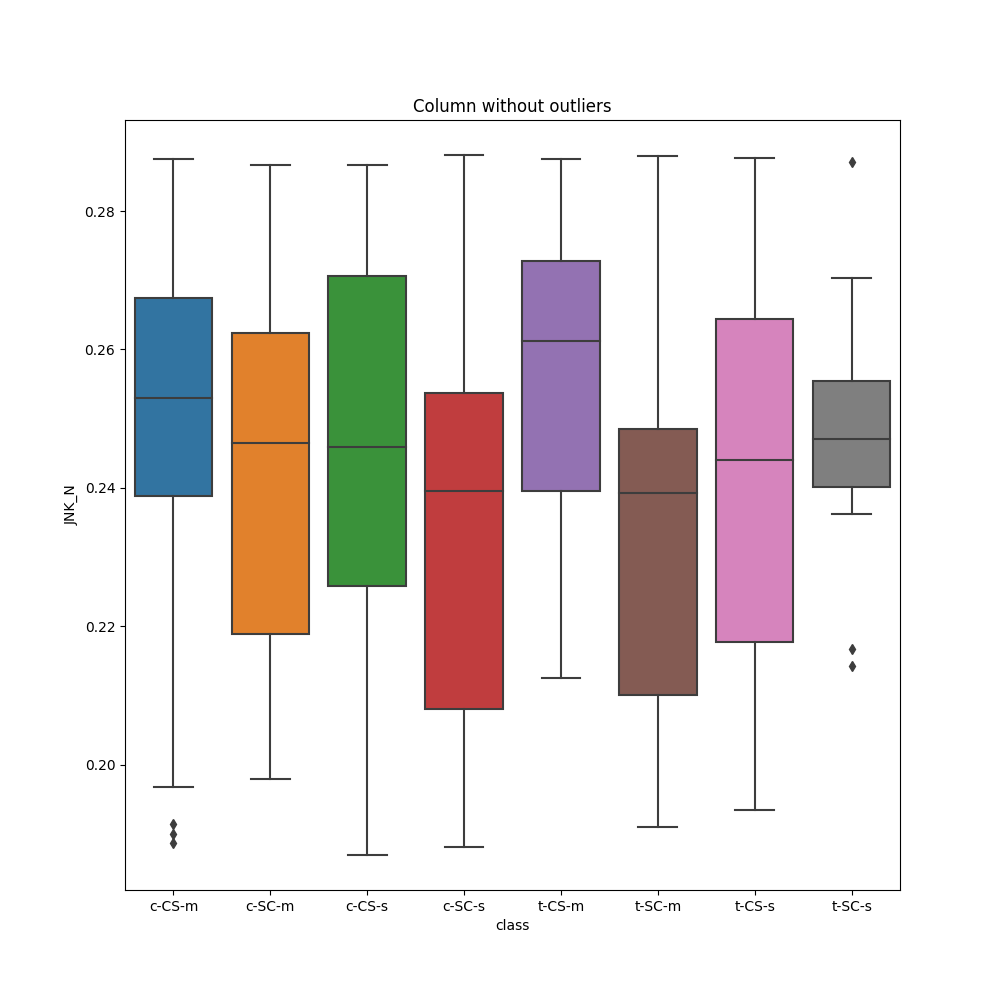 Column without outliers
JNK_N
0.28
0.26
0.24
0.22
0.20
c-CS-m c-SC-m c-CS-s c-SC-s t-CS-m t-SC-m t-CS-s t-SC-s
class